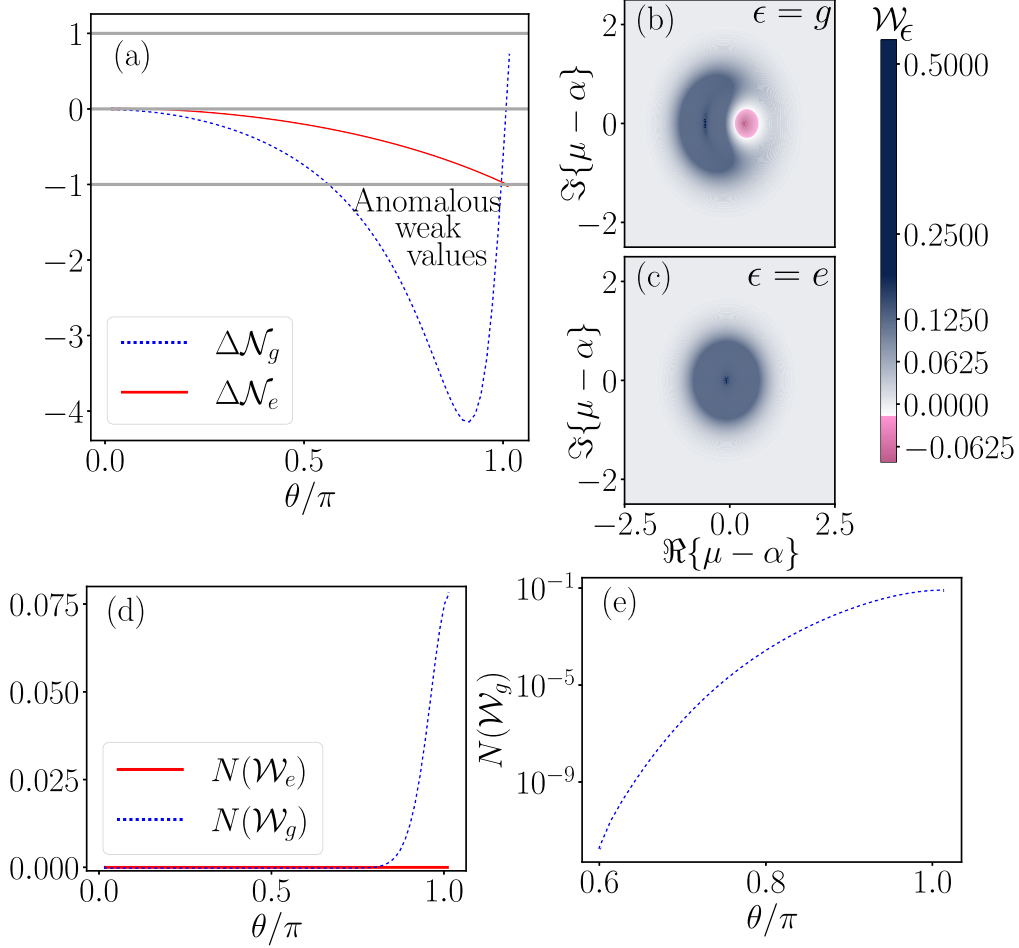 (a)
1
0
−1
−2
−3
−4
Anomalous
weak
values
Δ𝒩_g
Δ𝒩_e
0.0 0.5 1.0
θ/π
(b)
ϵ = g
2
0
−2
ℑ{μ − α}
(c)
ϵ = e
2
0
−2
ℑ{μ − α}
−2.5 0.0 2.5
ℜ{μ − α}
𝒲_ϵ
0.5000
0.2500
0.1250
0.0625
0.0000
−0.0625
(d)
0.075
0.050
0.025
0.000
N(𝒲_e)
N(𝒲_g)
0.0 0.5 1.0
θ/π
(e)
10^−1
10^−5
10^−9
N(𝒲_g)
0.6 0.8 1.0
θ/π